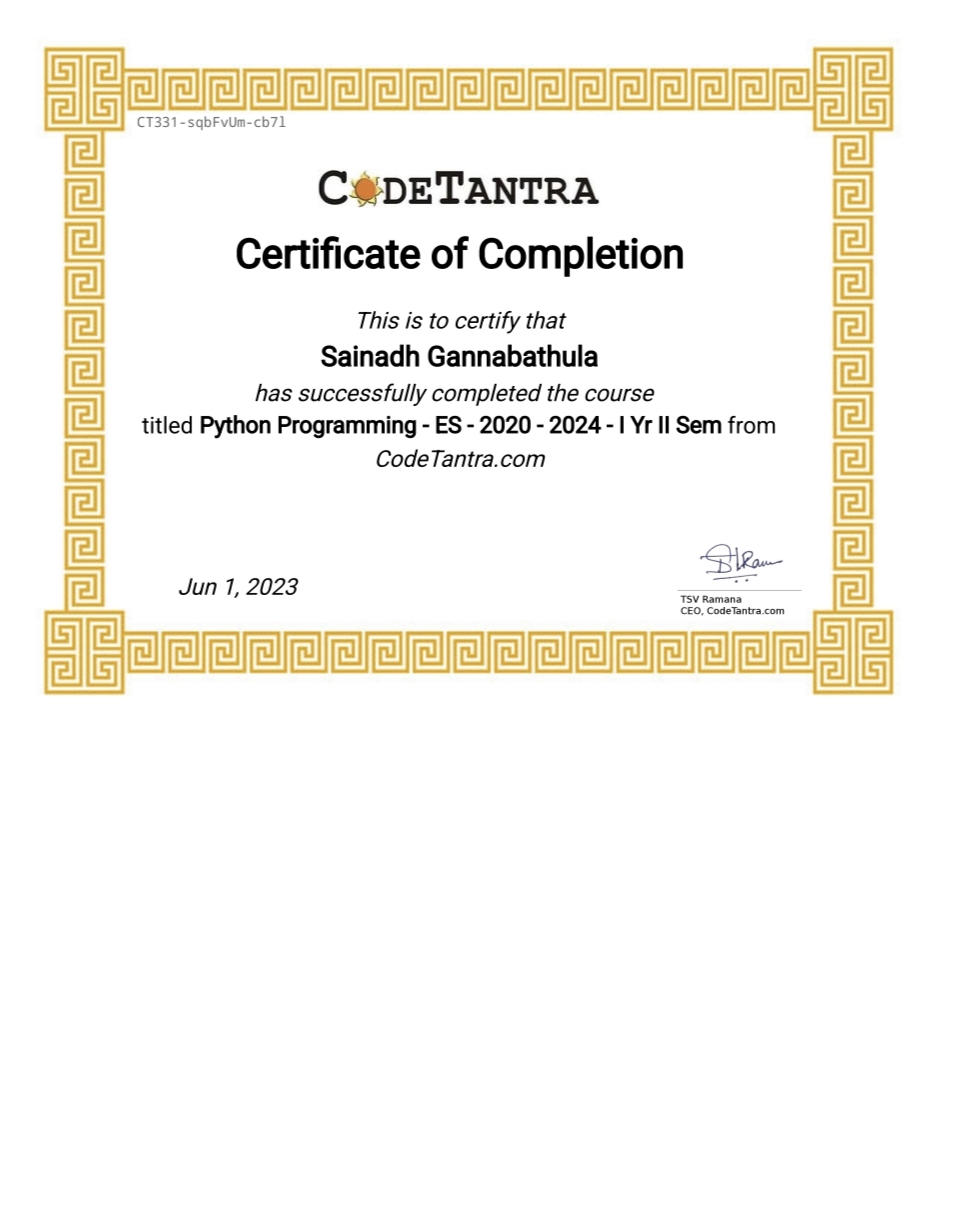 CT331-sqbFvUm-cb7l
CODETANTRA
Certificate of Completion
This is to certify that
Sainadh Gannabathula
has successfully completed the course
titled Python Programming - ES - 2020 - 2024 - I Yr II Sem from
CodeTantra.com
Jun 1, 2023
TSV Ramana
CEO, CodeTantra.com